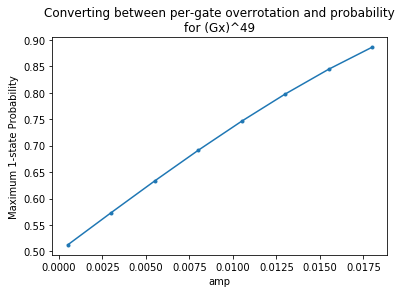 Converting between per-gate overrotation and probability
for (Gx)^49
0.90
0.85
0.80
0.75
0.70
0.65
0.60
0.55
0.50
Maximum 1-state Probability
0.0000 0.0025 0.0050 0.0075 0.0100 0.0125 0.0150 0.0175
amp